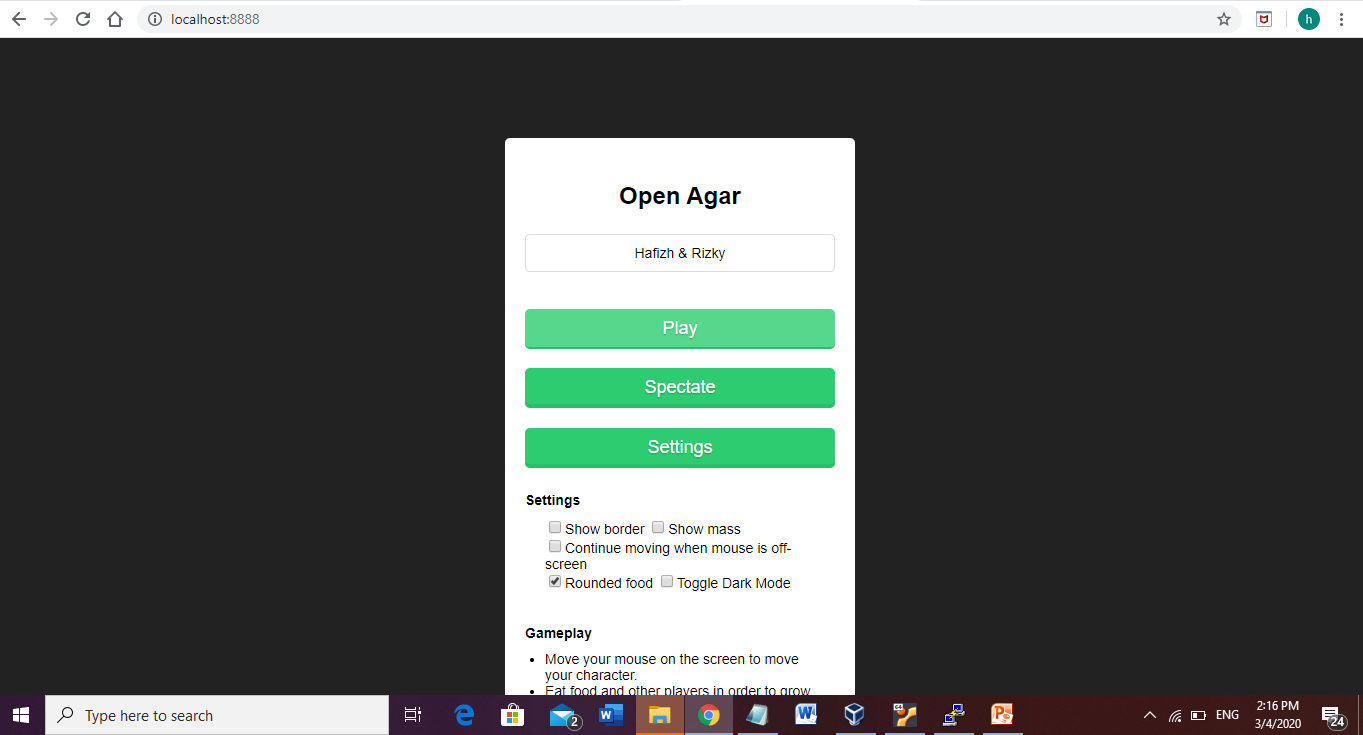 localhost:8888
h
Open Agar
Hafizh & Rizky
Play
Spectate
Settings
Settings
Show border Show mass
Continue moving when mouse is off-
screen
Rounded food Toggle Dark Mode
Gameplay
Move your mouse on the screen to move
your character.
Eat food and other players in order to grow
Type here to search
2
ENG
2:16 PM
3/4/2020
24